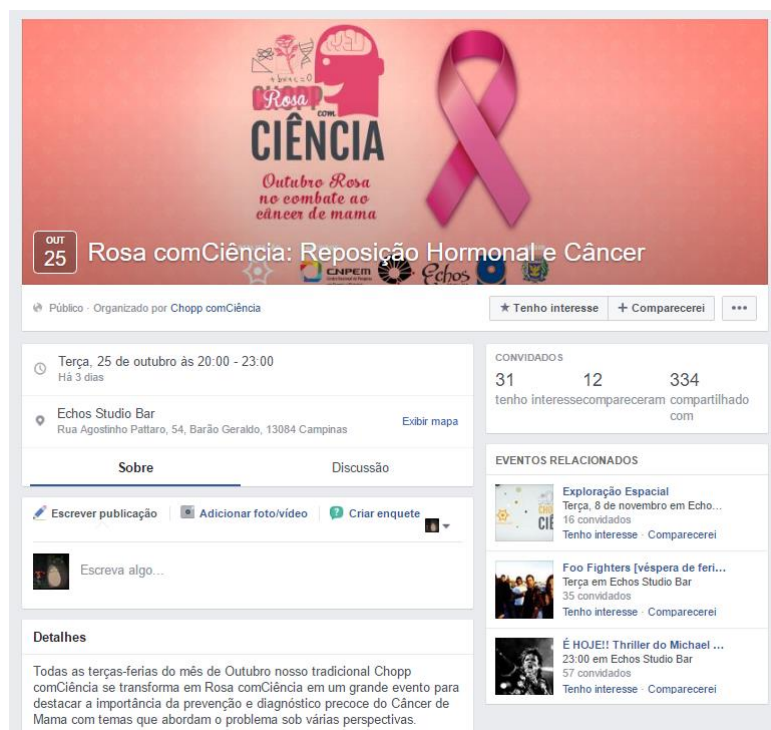 +bx+c=0
Rosa
com
CIÊNCIA
Outubro Rosa
no combate ao
câncer de mama
OUT
25
Rosa comCiência: Reposição Hormonal e Câncer
CNPEM
Echos
Público · Organizado por Chopp comCiência
★ Tenho interesse
+ Comparecerei
•••
Terça, 25 de outubro às 20:00 - 23:00
Há 3 dias
Echos Studio Bar
Rua Agostinho Pattaro, 54, Barão Geraldo, 13084 Campinas
Exibir mapa
Sobre
Discussão
Escrever publicação
Adicionar foto/vídeo
Criar enquete
Escreva algo...
Detalhes
Todas as terças-ferias do mês de Outubro nosso tradicional Chopp
comCiência se transforma em Rosa comCiência em um grande evento para
destacar a importância da prevenção e diagnóstico precoce do Câncer de
Mama com temas que abordam o problema sob várias perspectivas.
CONVIDADOS
31 12 334
tenho interesse compareceram compartilhado
com
EVENTOS RELACIONADOS
Exploração Espacial
Terça, 8 de novembro em Echo...
16 convidados
Tenho interesse · Comparecerei
Foo Fighters [véspera de feri...
Terça em Echos Studio Bar
35 convidados
Tenho interesse · Comparecerei
É HOJE!! Thriller do Michael ...
23:00 em Echos Studio Bar
57 convidados
Tenho interesse · Comparecerei